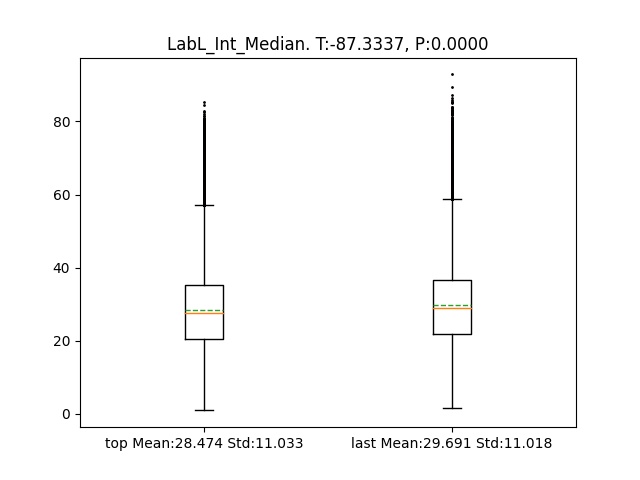 LabL_Int_Median. T:-87.3337, P:0.0000
80
60
40
20
0
top Mean:28.474 Std:11.033
last Mean:29.691 Std:11.018